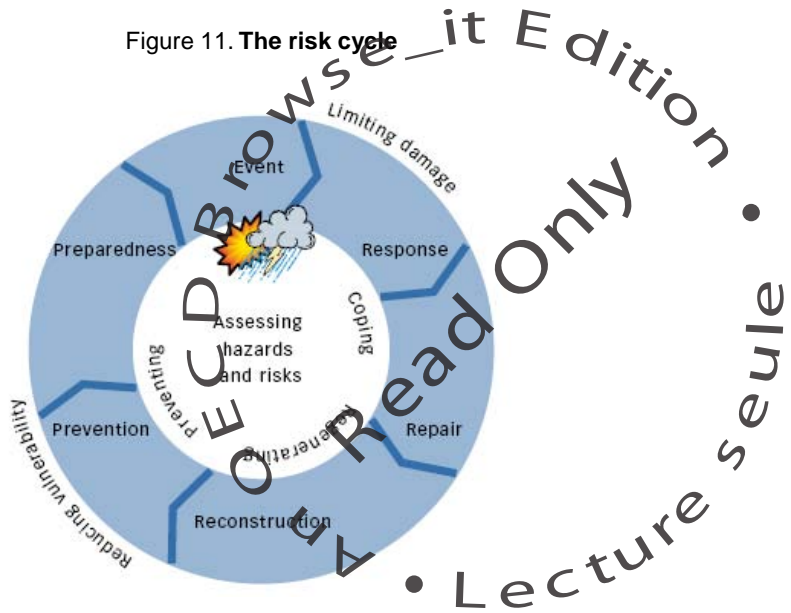 Figure 11. The risk cycle
Limiting damage
Event
Preparedness
Response
Coping
Assessing
hazards
and risks
Preventing
Regenerating
Prevention
Repair
Reducing vulnerability
Reconstruction
An OECD Browse_it Edition
Read Only
• Lecture seule •